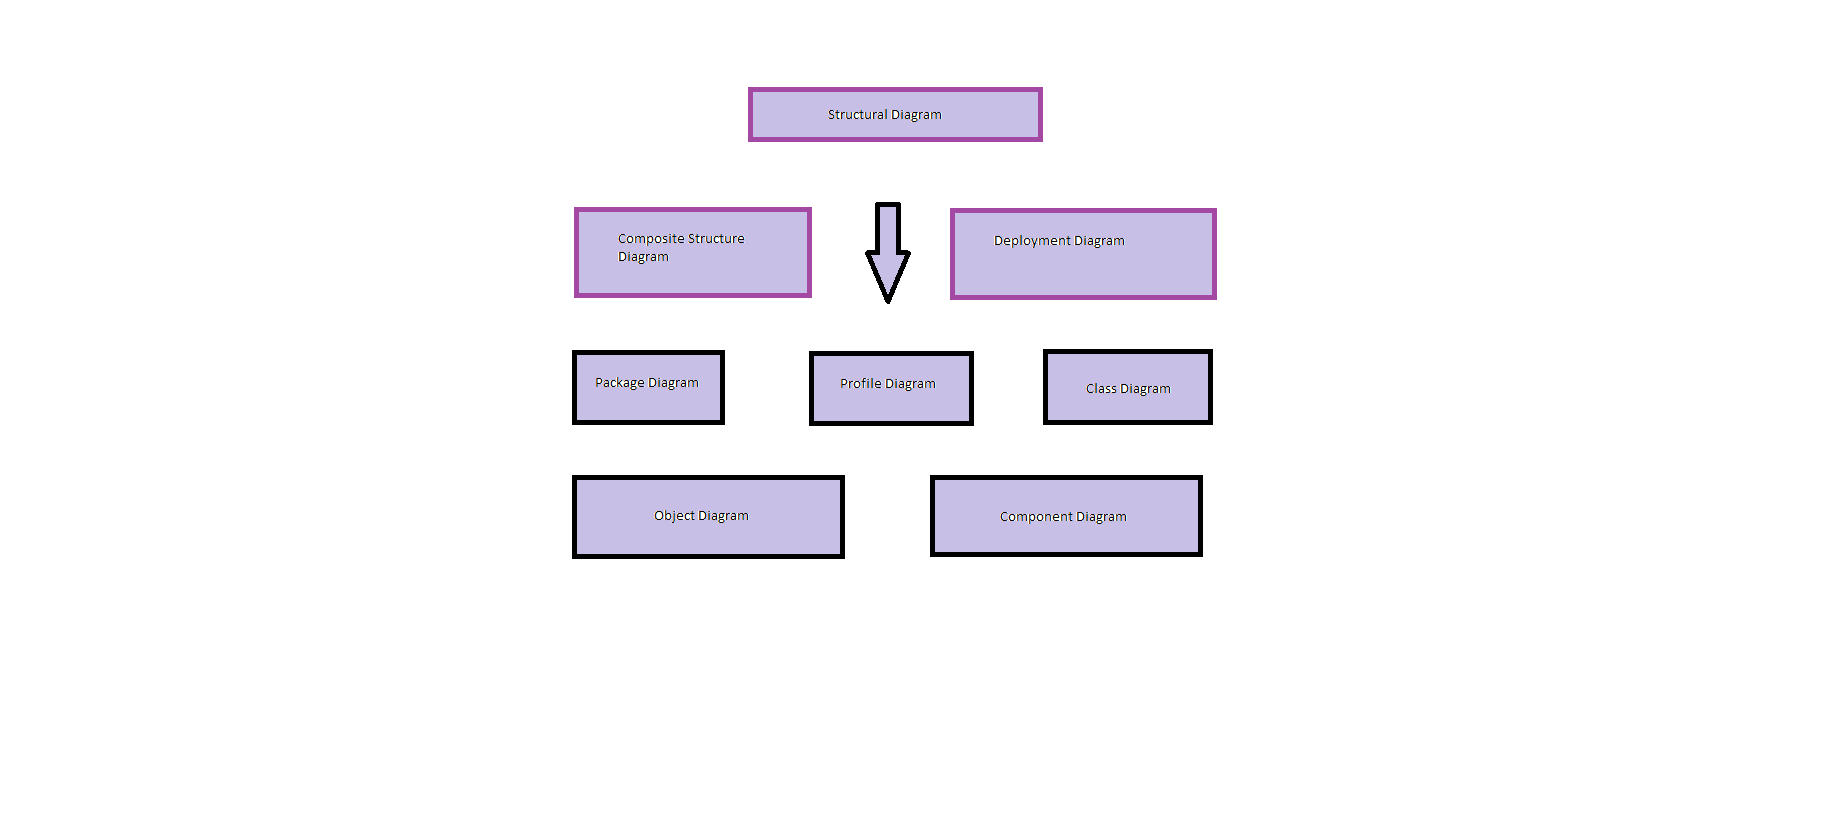 Structural Diagram
Composite Structure
Diagram
Deployment Diagram
Package Diagram
Profile Diagram
Class Diagram
Object Diagram
Component Diagram